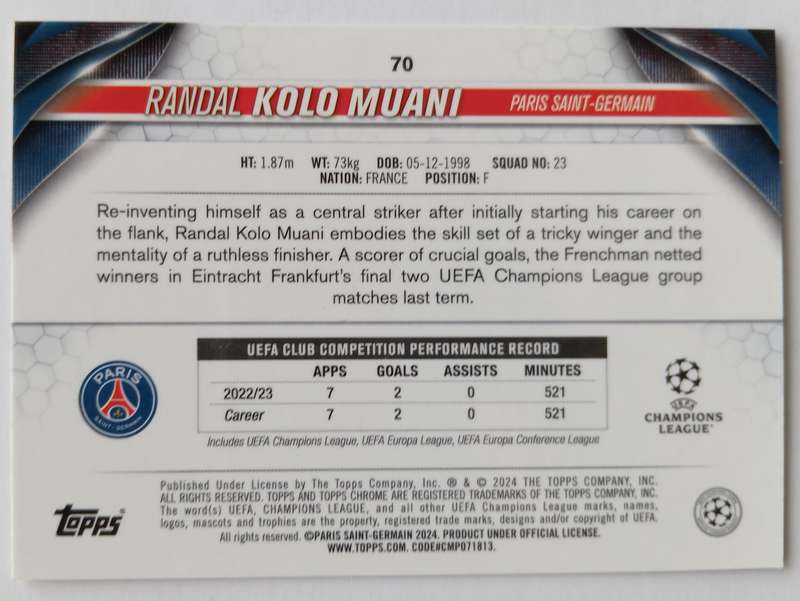 70
RANDAL KOLO MUANI PARIS SAINT-GERMAIN
HT: 1.87m WT: 73kg DOB: 05-12-1998 SQUAD NO: 23
NATION: FRANCE POSITION: F
Re-inventing himself as a central striker after initially starting his career on
the flank, Randal Kolo Muani embodies the skill set of a tricky winger and the
mentality of a ruthless finisher. A scorer of crucial goals, the Frenchman netted
winners in Eintracht Frankfurt's final two UEFA Champions League group
matches last term.
UEFA CLUB COMPETITION PERFORMANCE RECORD
APPS GOALS ASSISTS MINUTES
2022/23 7 2 0 521
Career 7 2 0 521
Includes UEFA Champions League, UEFA Europa League, UEFA Europa Conference League
PARIS
SAINT-GERMAIN
UEFA
CHAMPIONS
LEAGUE®
Topps®
Published Under License by The Topps Company, Inc. ® & © 2024 THE TOPPS COMPANY, INC.
ALL RIGHTS RESERVED. TOPPS AND TOPPS CHROME ARE REGISTERED TRADEMARKS OF THE TOPPS COMPANY, INC.
The word(s) UEFA, CHAMPIONS LEAGUE, and all other UEFA Champions League marks, names,
logos, mascots and trophies are the property, registered trade marks, designs and/or copyright of UEFA.
All rights reserved. ©PARIS SAINT-GERMAIN 2024. PRODUCT UNDER OFFICIAL LICENSE.
WWW.TOPPS.COM. CODE#CMP071813.